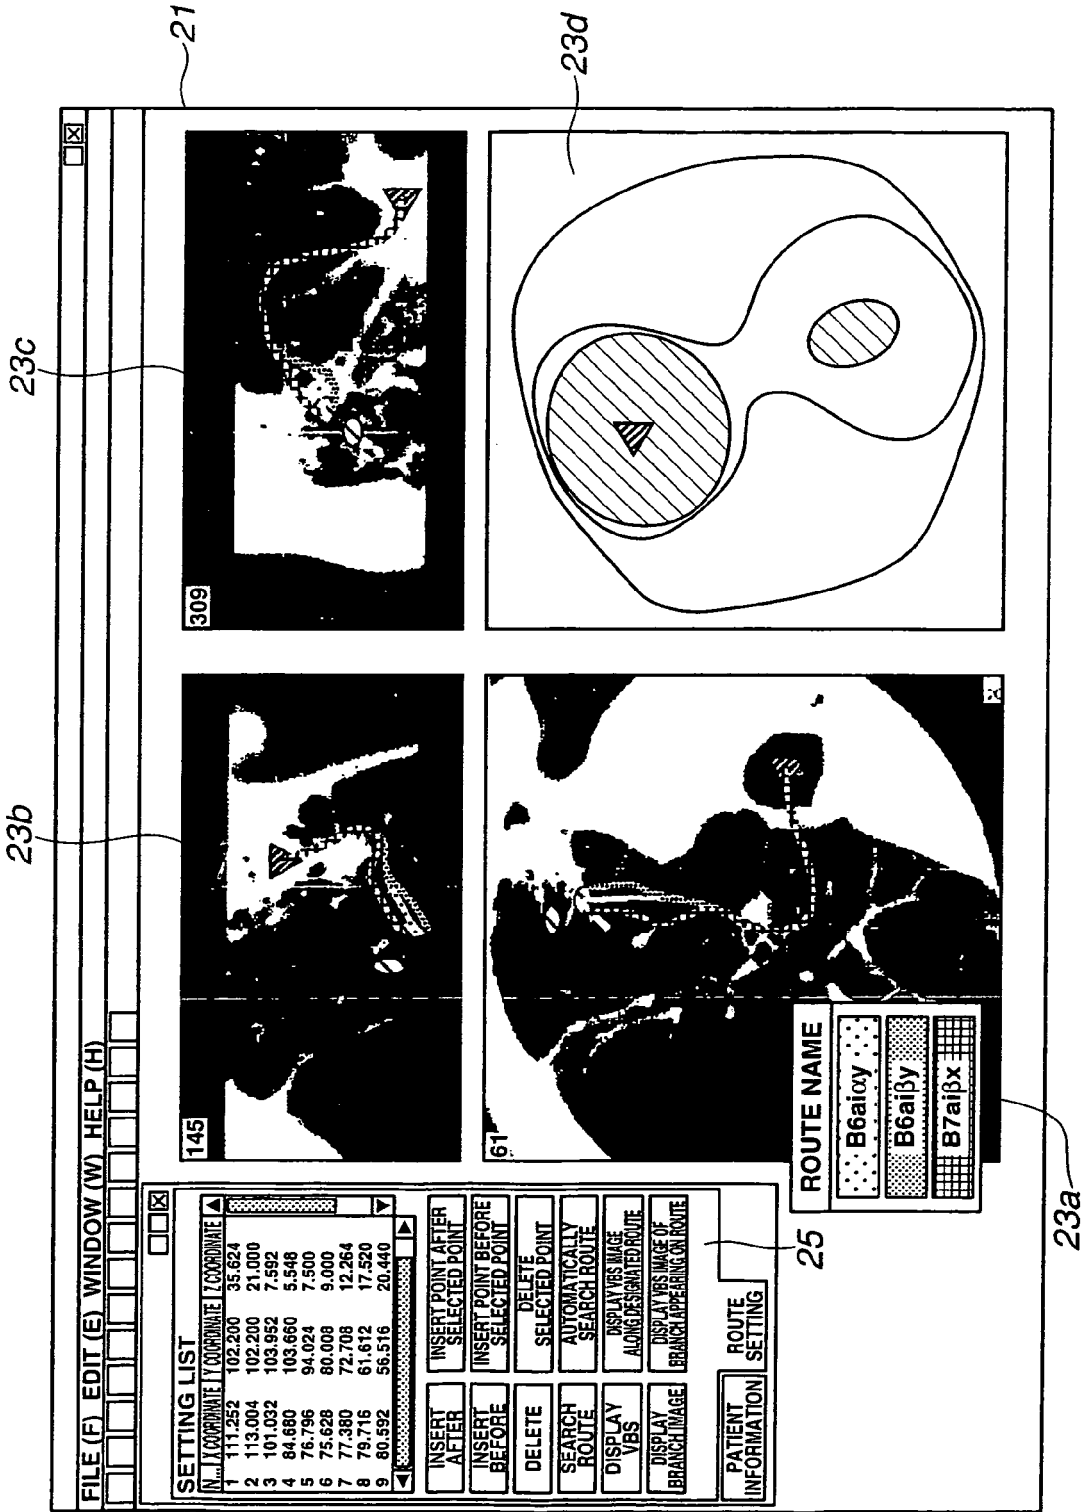 21
23c
23b
23d
FILE (F) EDIT (E) WINDOW (W) HELP (H)
SETTING LIST
N... X COORDINATE Y COORDINATE Z COORDINATE
1 111.252 102.200 35.624
2 113.004 102.200 21.000
3 101.032 103.952 7.592
4 84.680 103.660 5.548
5 76.796 94.024 7.500
6 75.628 80.008 9.000
7 77.380 72.708 12.264
8 79.716 61.612 17.520
9 80.592 56.516 20.440
INSERT AFTER
INSERT POINT AFTER SELECTED POINT
INSERT BEFORE
INSERT POINT BEFORE SELECTED POINT
DELETE
DELETE SELECTED POINT
SEARCH ROUTE
AUTOMATICALLY SEARCH ROUTE
DISPLAY VBS
DISPLAY VBS IMAGE ALONG DESIGNATED ROUTE
DISPLAY BRANCH IMAGE
DISPLAY VBS IMAGE OF BRANCH APPEARING ON ROUTE
PATIENT INFORMATION
ROUTE SETTING
145
309
61
ROUTE NAME
B6aiαy
B6aiβy
B7aiβx
25
23a